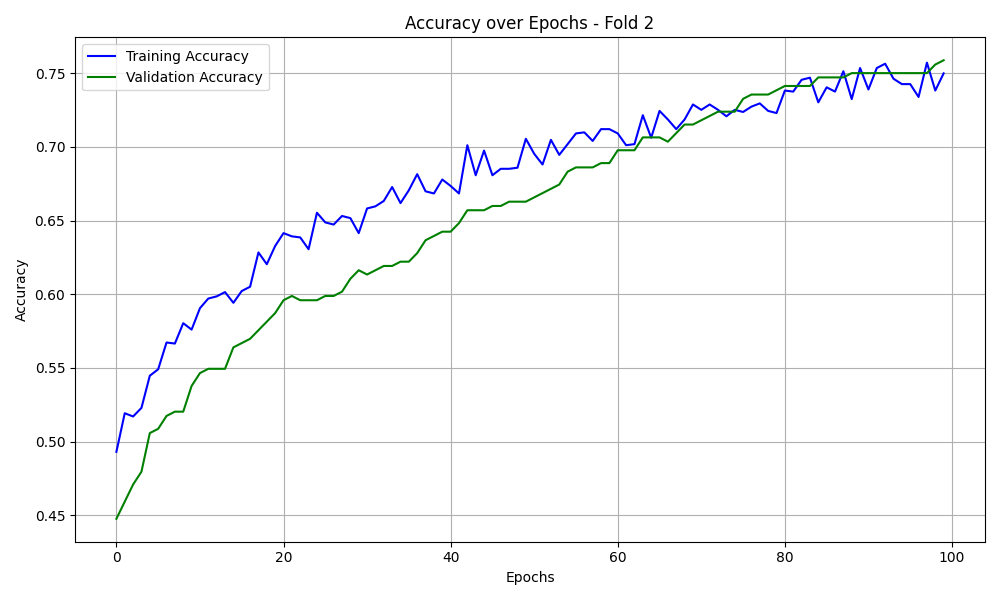 Accuracy over Epochs - Fold 2
Training Accuracy
Validation Accuracy
Accuracy
0.75
0.70
0.65
0.60
0.55
0.50
0.45
0 20 40 60 80 100
Epochs